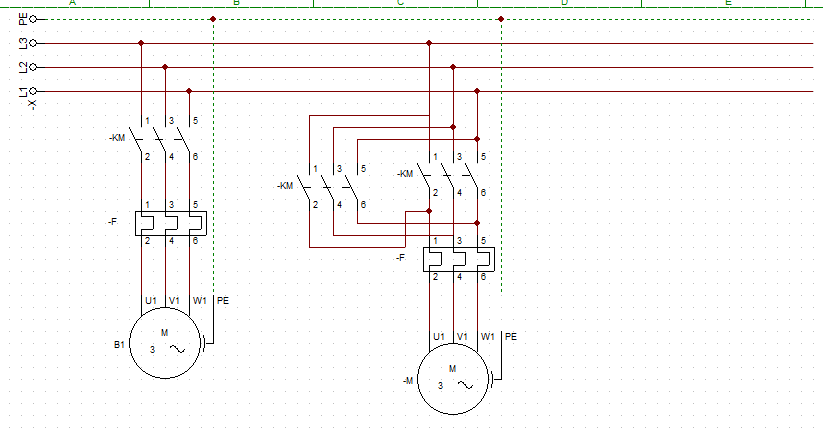 A B C D E
PE
L3
L2
L1
-X
1 3 5
-KM
2 4 6
1 3 5
-KM
2 4 6
1 3 5
-KM
2 4 6
1 3 5
-F
2 4 6
1 3 5
-F
2 4 6
U1 V1 W1 PE
M
B1
3
U1 V1 W1 PE
M
-M
3